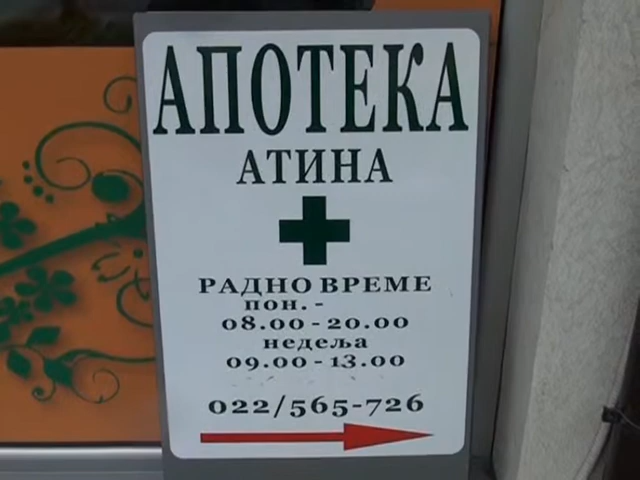 АПОТЕКА
АТИНА
РАДНО ВРЕМЕ
пон. -
08.00 - 20.00
недеља
09.00 - 13.00
022/565-726